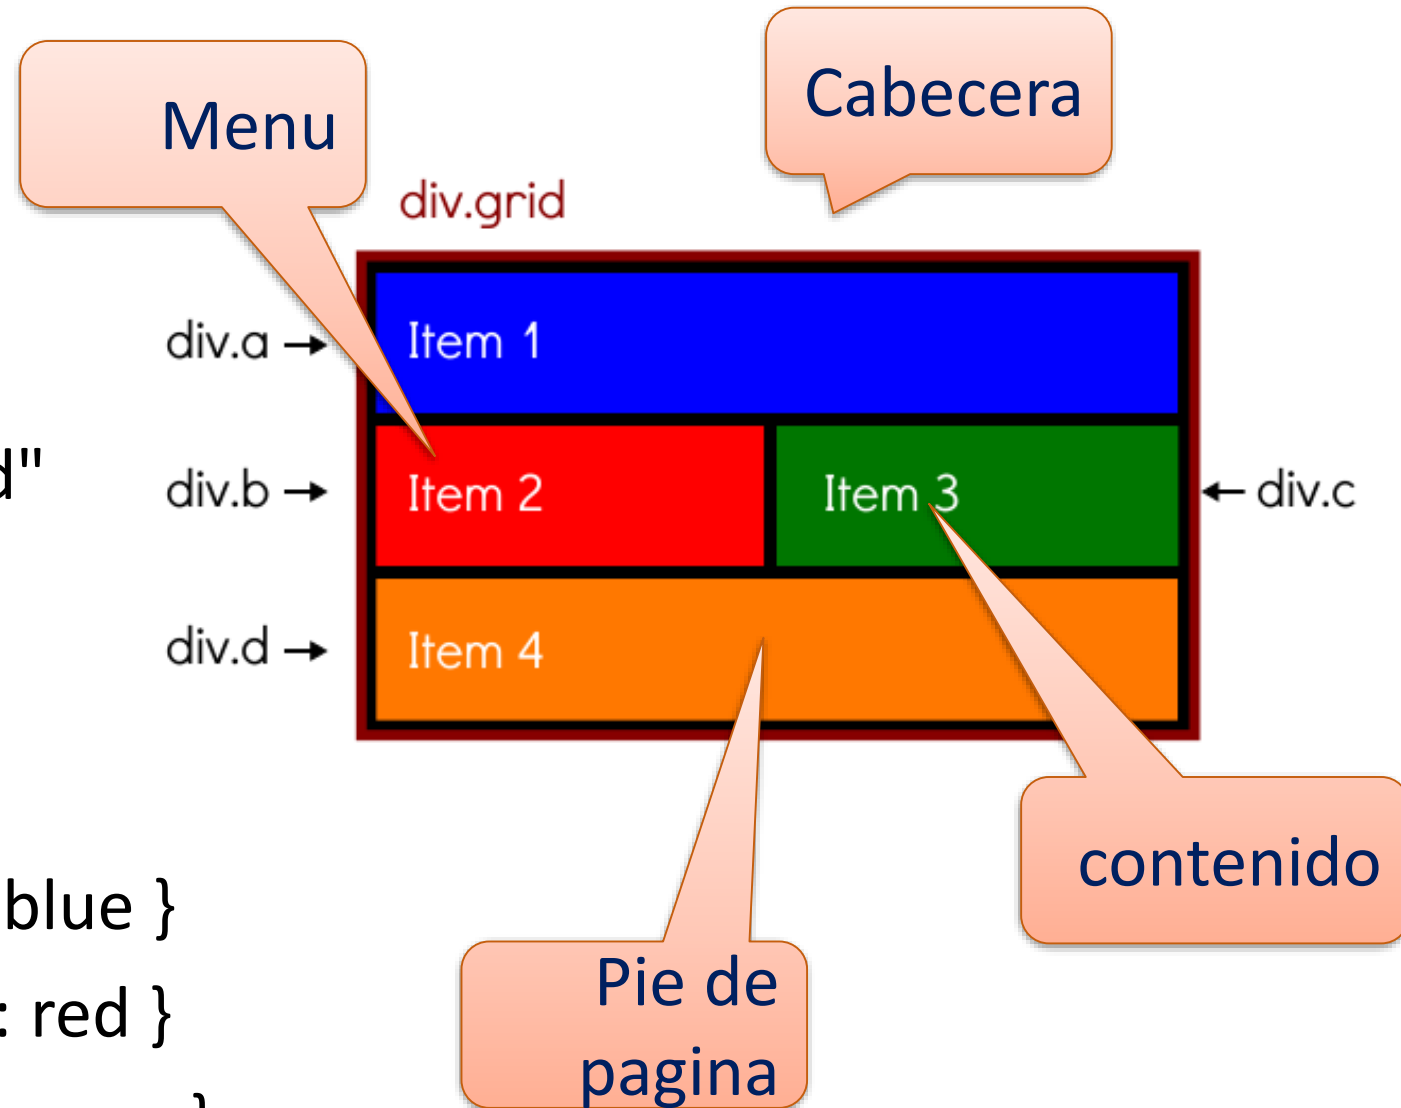 Menu
Cabecera
div.grid
div.a
Item 1
d"
div.b
Item 2
Item 3
div.c
div.d
Item 4
contenido
blue }
: red }
}
Pie de
pagina